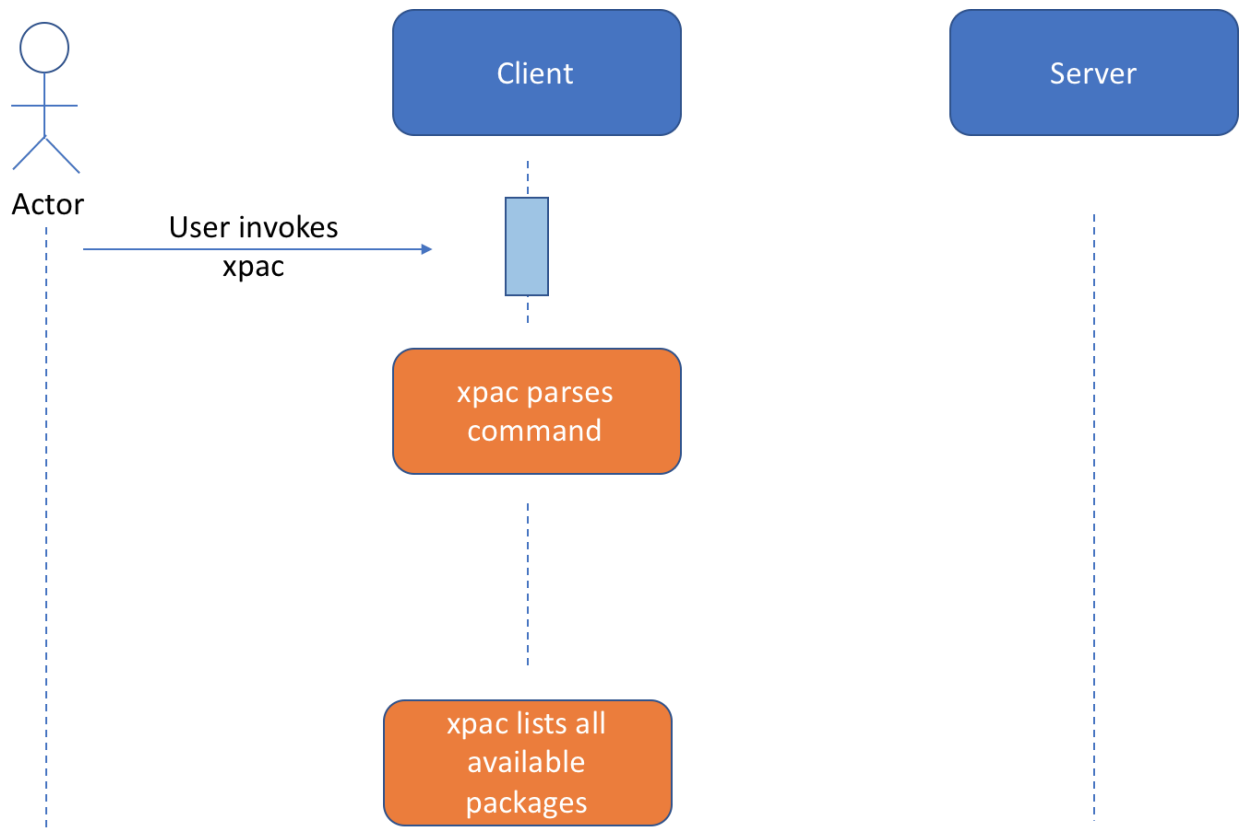 Client
Server
Actor
User invokes
xpac
xpac parses
command
xpac lists all
available
packages